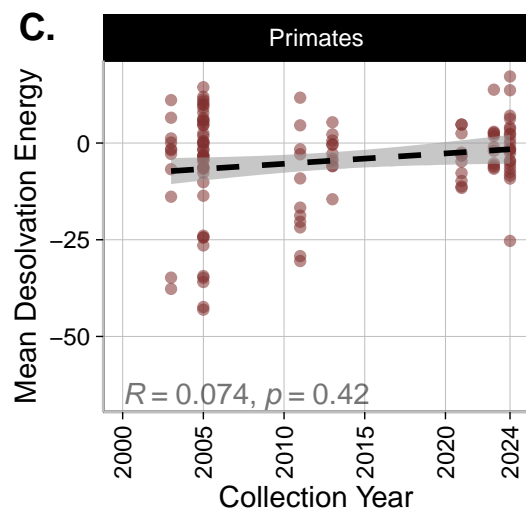 C.
Primates
Mean Desolvation Energy
0
−25
−50
R = 0.074, p = 0.42
2000
2005
2010
2015
2020
2024
Collection Year